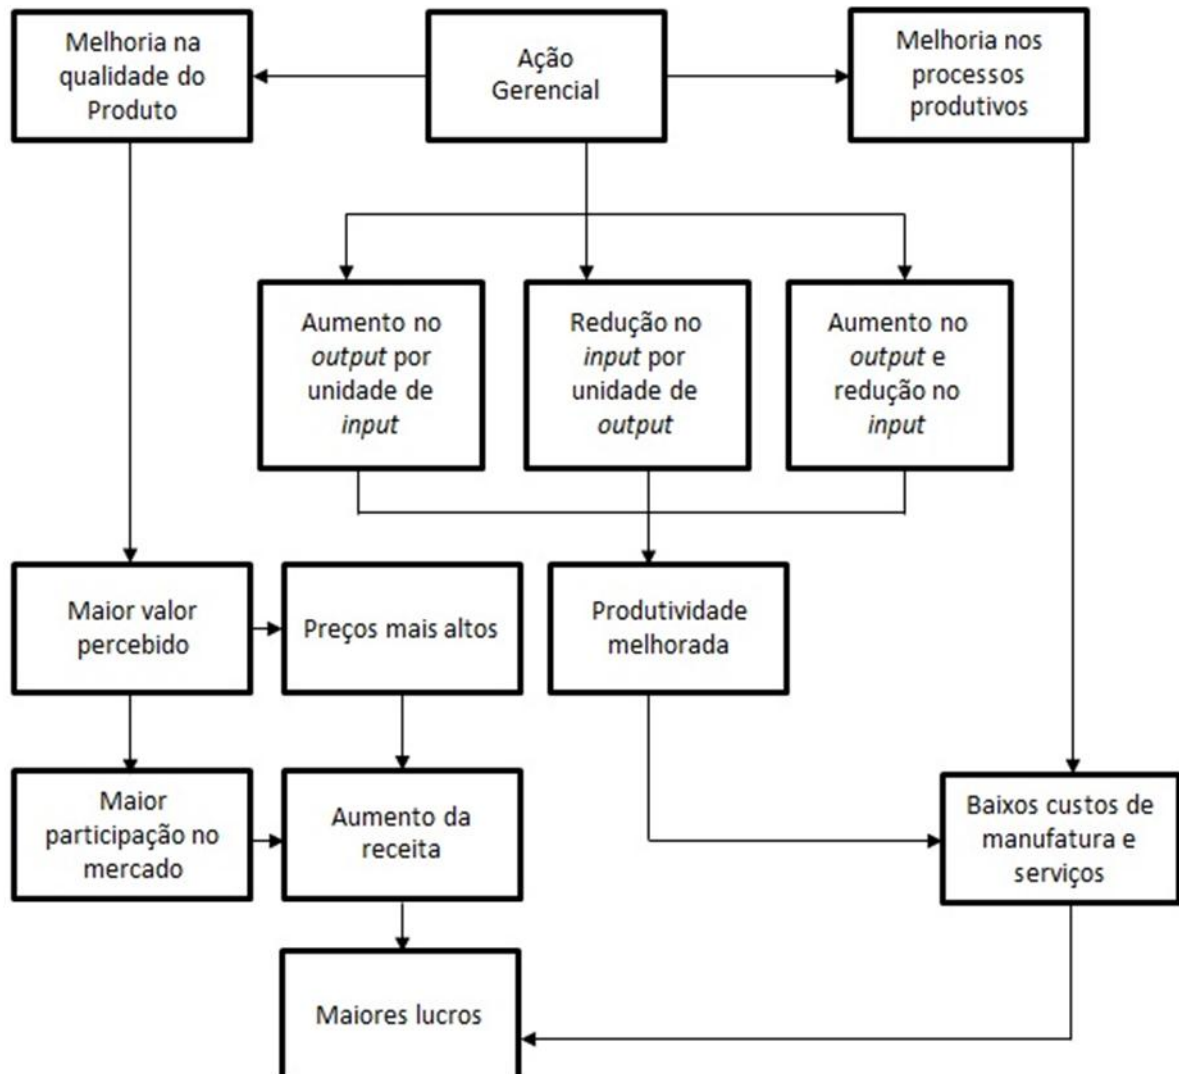 Melhoria na
qualidade do
Produto
Ação
Gerencial
Melhoria nos
processos
produtivos
Aumento no
output por
unidade de
input
Redução no
input por
unidade de
output
Aumento no
output e
redução no
input
Maior valor
percebido
Preços mais altos
Produtividade
melhorada
Maior
participação no
mercado
Aumento da
receita
Baixos custos de
manufatura e
serviços
Maiores lucros